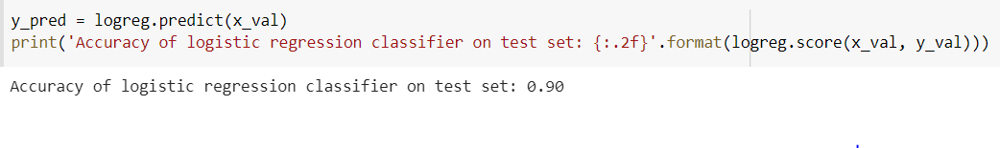 y_pred = logreg.predict(x_val)
print('Accuracy of logistic regression classifier on test set: {:.2f}'.format(logreg.score(x_val, y_val)))
Accuracy of logistic regression classifier on test set: 0.90